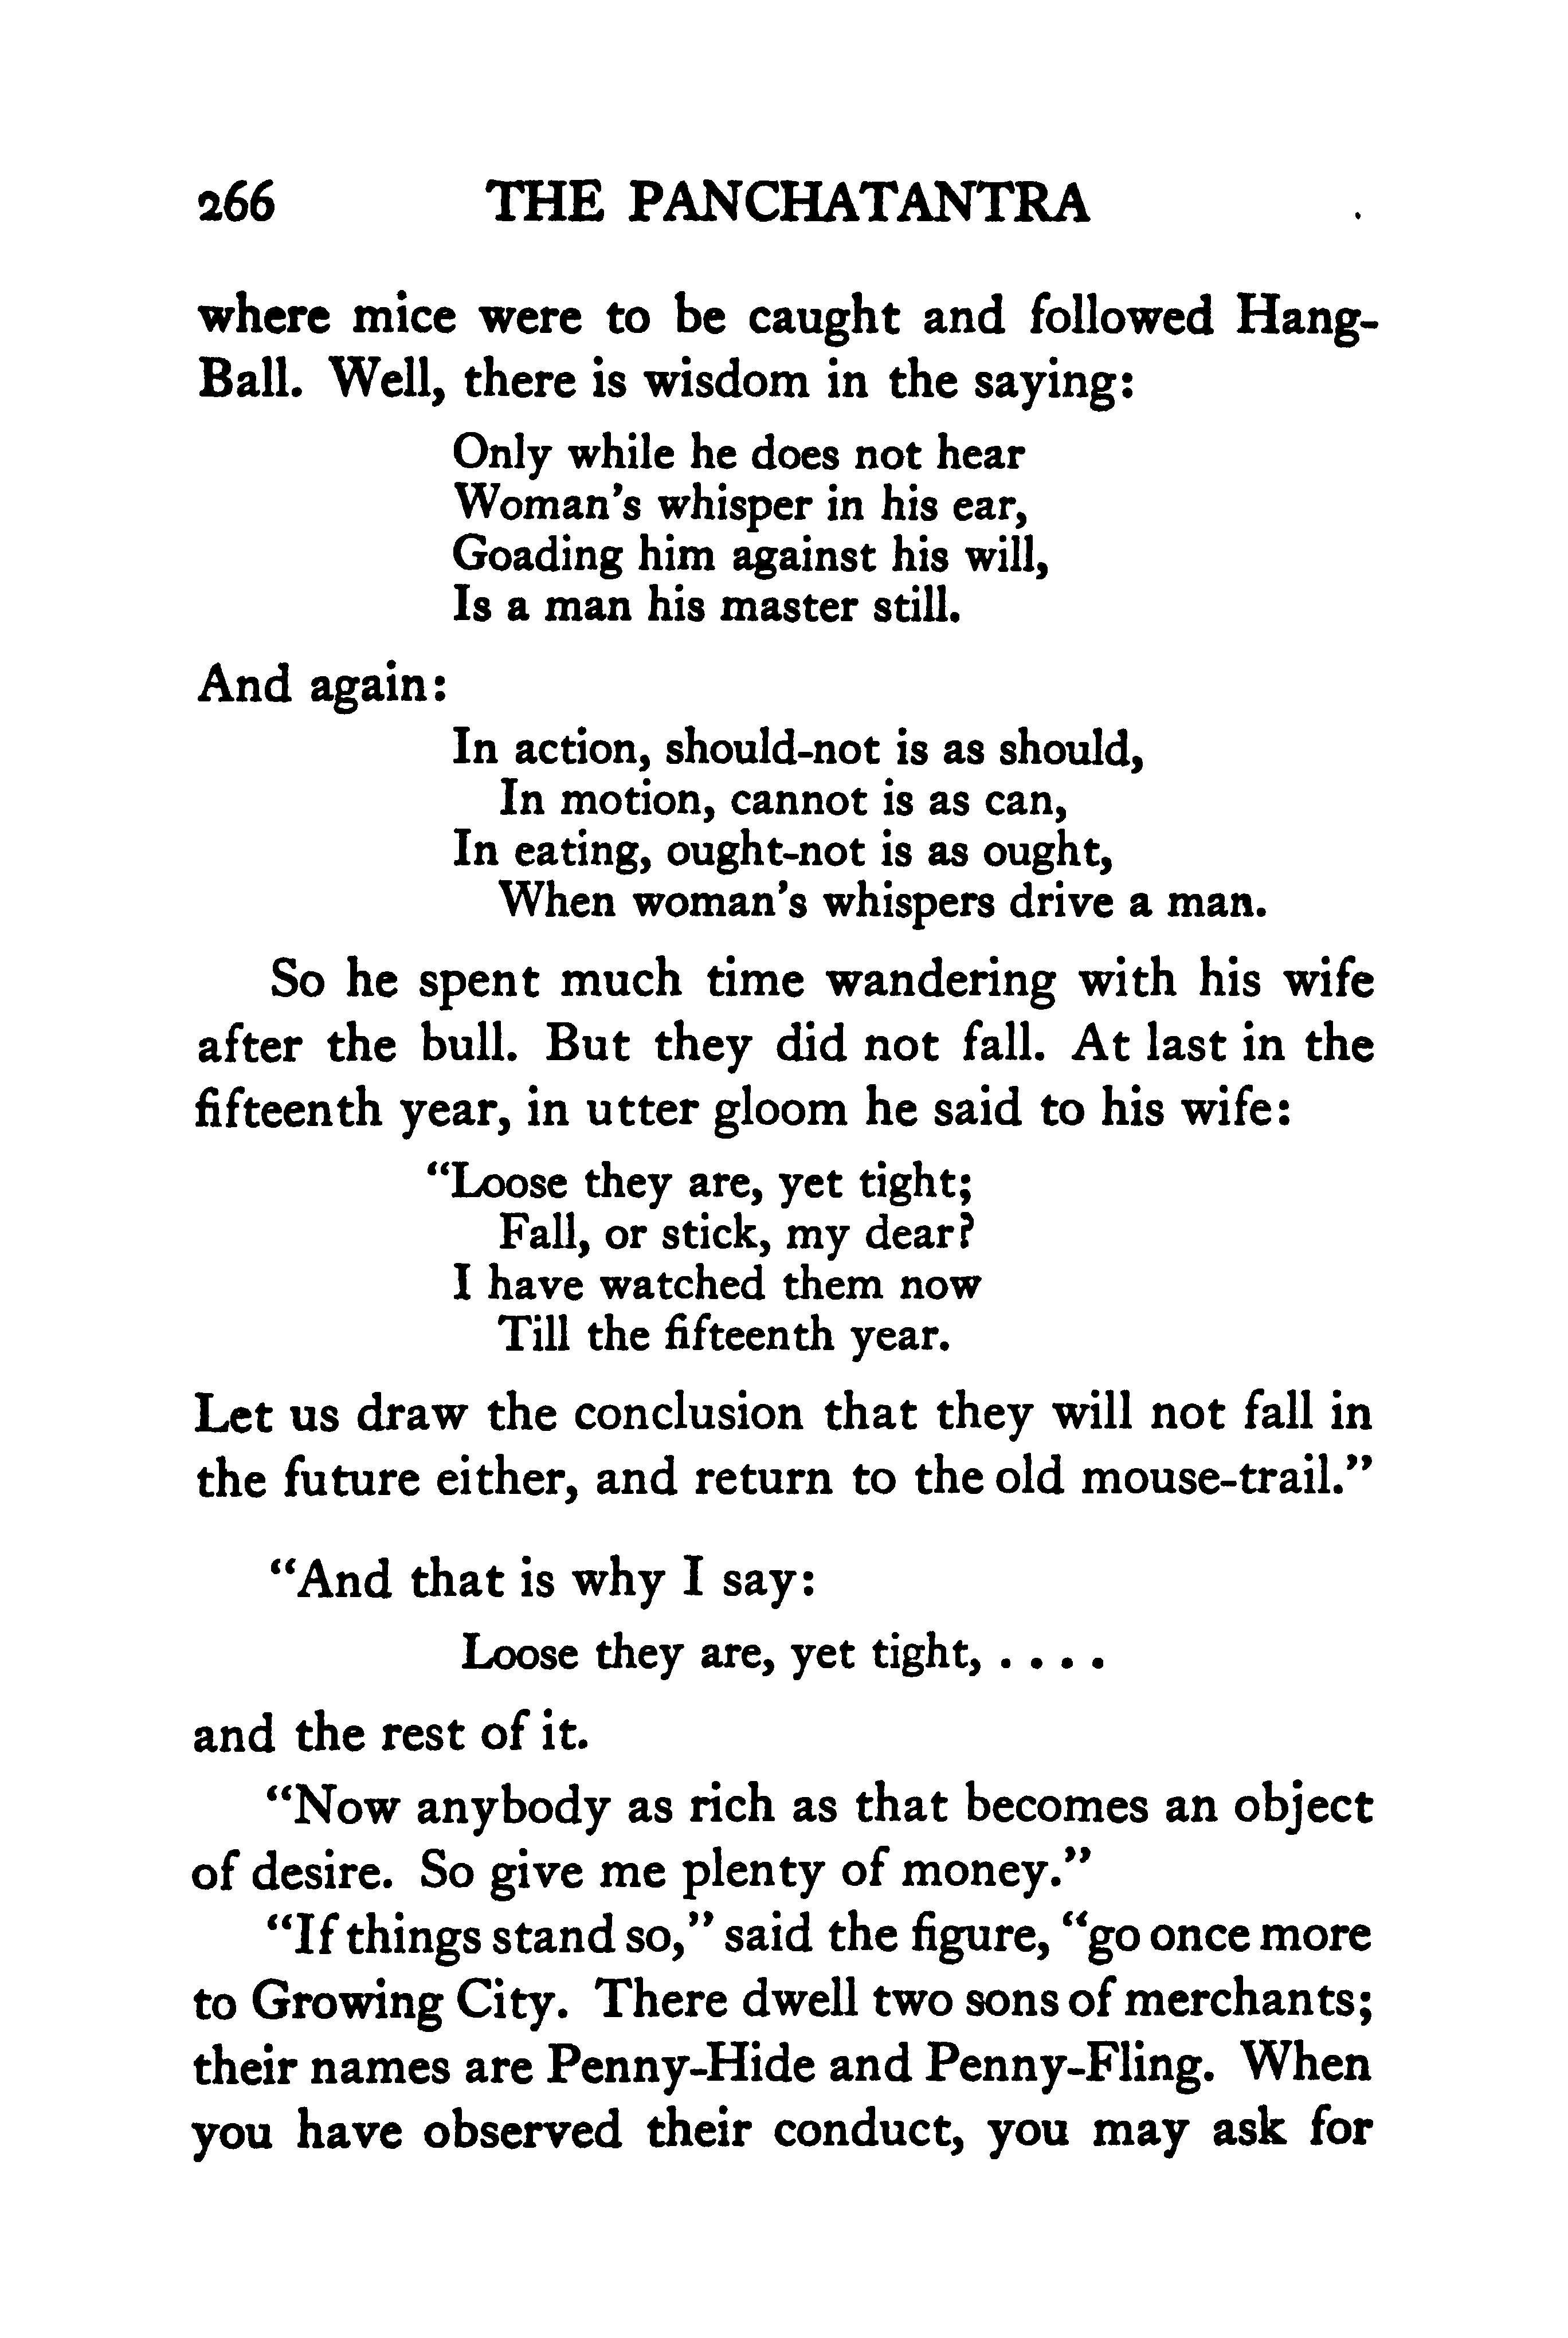 266 THE PANCHATANTRA
where mice were to be caught and followed Hang-
Ball. Well, there is wisdom in the saying:
Only while he does not hear
Woman's whisper in his ear,
Goading him against his will,
Is a man his master still.
And again:
In action, should-not is as should,
In motion, cannot is as can,
In eating, ought-not is as ought,
When woman's whispers drive a man.
So he spent much time wandering with his wife
after the bull. But they did not fall. At last in the
fifteenth year, in utter gloom he said to his wife:
“Loose they are, yet tight;
Fall, or stick, my dear?
I have watched them now
Till the fifteenth year.
Let us draw the conclusion that they will not fall in
the future either, and return to the old mouse-trail.”
“And that is why I say:
Loose they are, yet tight, . . . .
and the rest of it.
“Now anybody as rich as that becomes an object
of desire. So give me plenty of money.”
“If things stand so,” said the figure, “go once more
to Growing City. There dwell two sons of merchants;
their names are Penny-Hide and Penny-Fling. When
you have observed their conduct, you may ask for